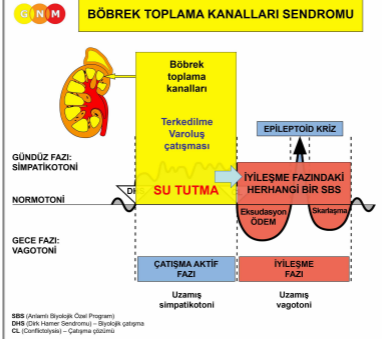 GNM
BÖBREK TOPLAMA KANALLARI SENDROMU
Böbrek
toplama
kanalları
Terkedilme
Varoluş
çatışması
EPİLEPTOİD KRİZ
GÜNDÜZ FAZI:
SİMPATİKOTONİ
SU TUTMA
İYİLEŞME FAZINDAKİ
HERHANGİ BİR SBS
NORMOTONİ
Eksudasyon
ÖDEM
Skarlaşma
GECE FAZI:
VAGOTONİ
ÇATIŞMA AKTİF
FAZI
İYİLEŞME
FAZI
Uzamış
simpatikotoni
Uzamış
vagotoni
SBS (Anlamlı Biyolojik Özel Program)
DHS (Dirk Hamer Sendromu) – Biyolojik çatışma
CL (Conflictolysis) – Çatışma çözümü